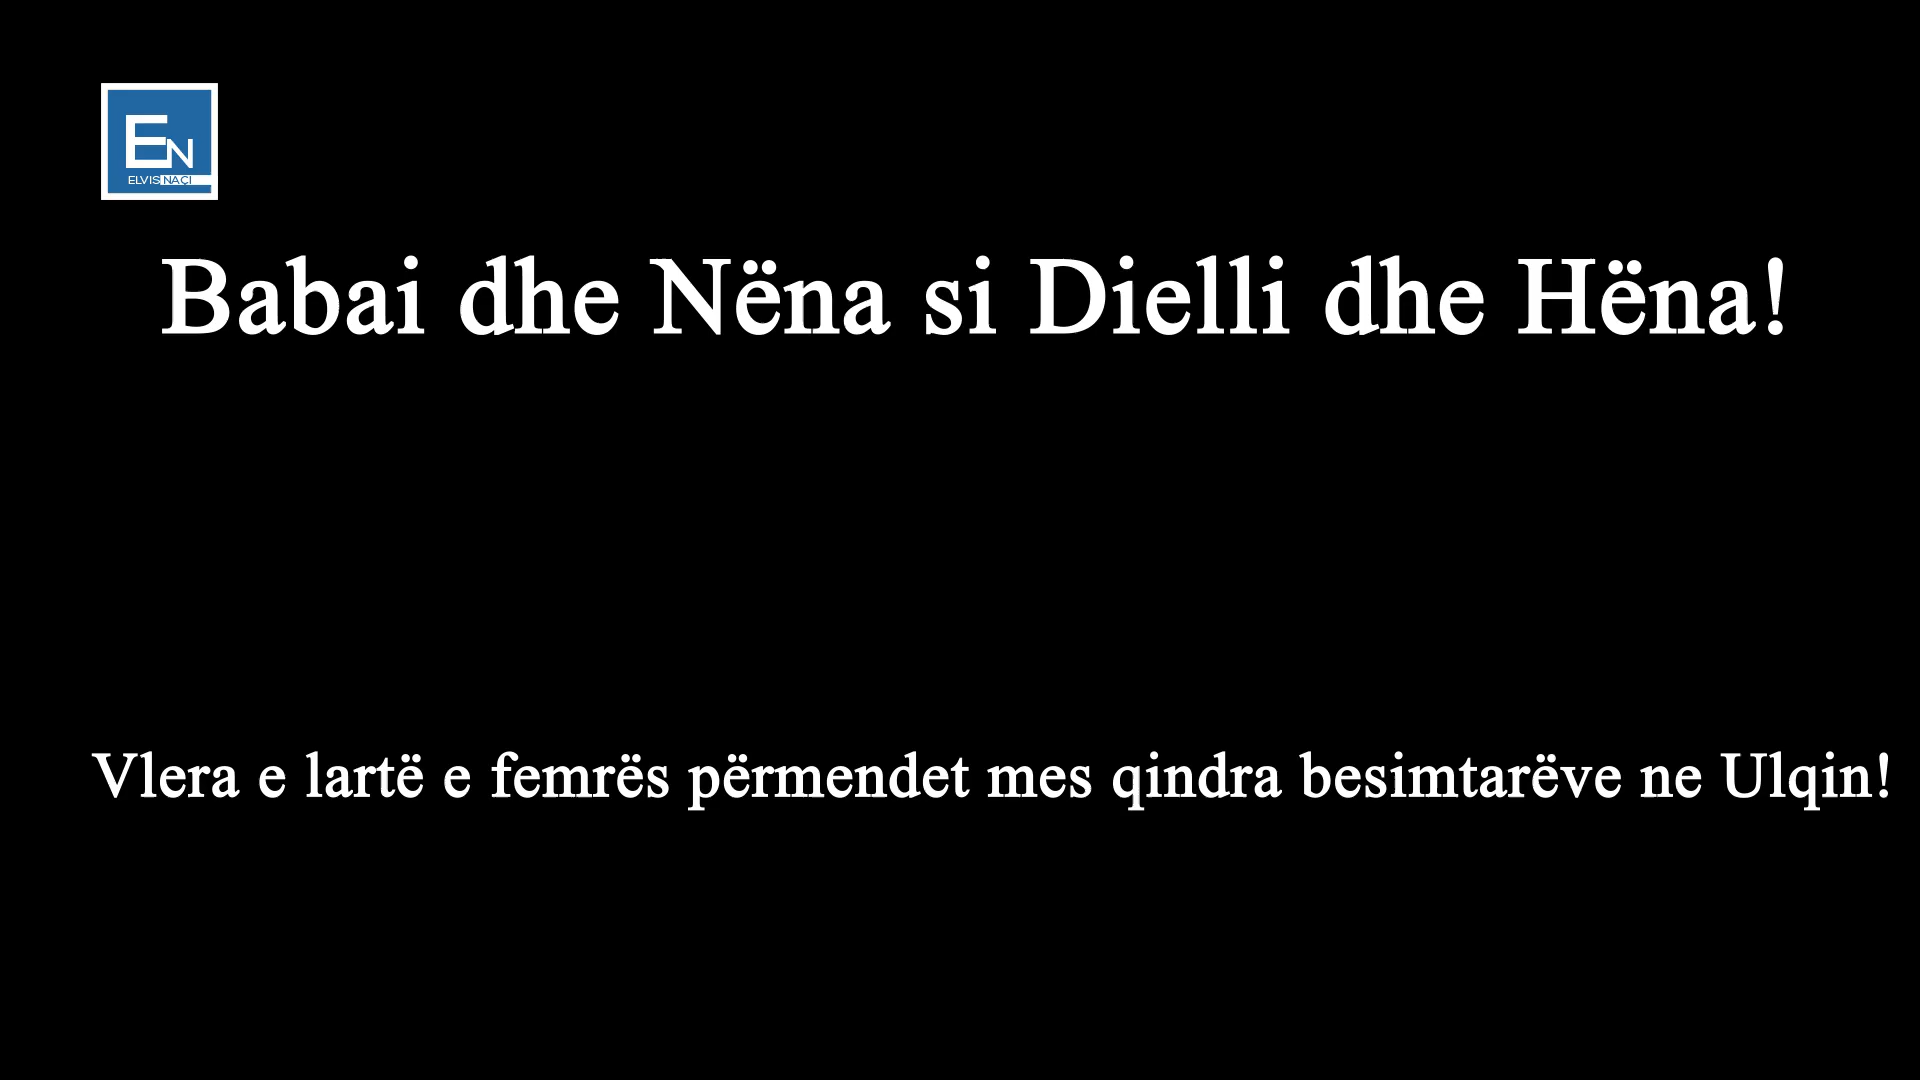 EN
ELVIS NAÇI
Babai dhe Nëna si Dielli dhe Hëna!
Vlera e lartë e femrës përmendet mes qindra besimtarëve ne Ulqin!